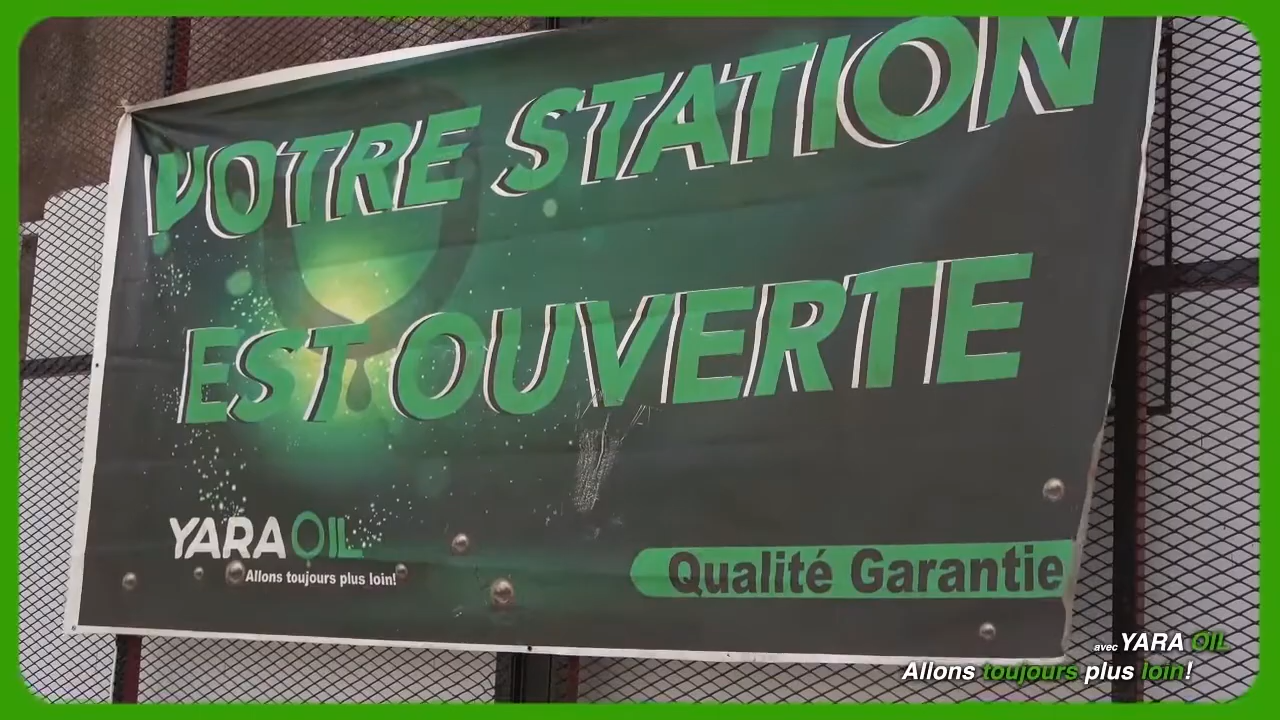 VOTRE STATION
EST OUVERTE
YARA OIL
Allons toujours plus loin!
Qualité Garantie
avec YARA OIL
Allons toujours plus loin!